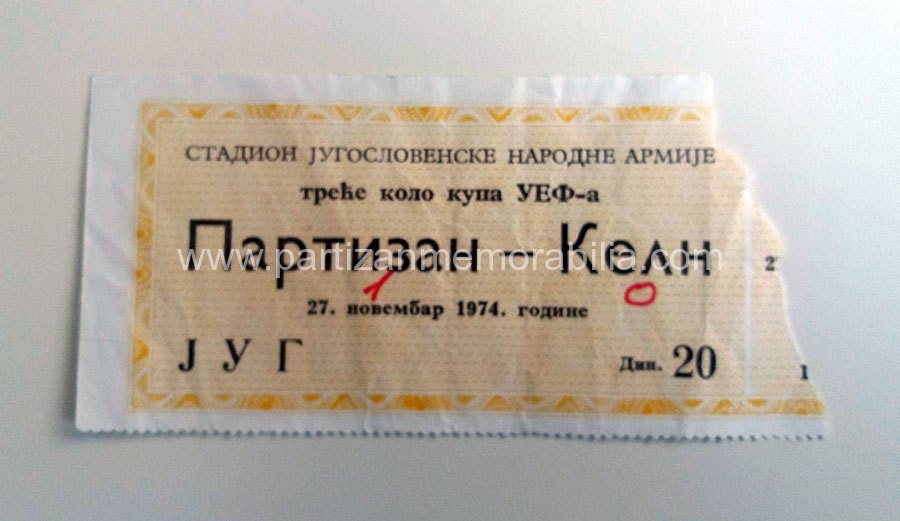 СТАДИОН ЈУГОСЛОВЕНСКЕ НАРОДНЕ АРМИЈЕ
треће коло купа УЕФ-а
Партизан - Келн
www.partizanmemorabilia.com
1 0
27. новембар 1974. године
ЈУГ Дин. 20